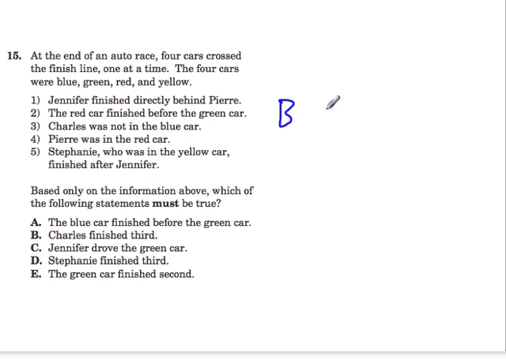 15. At the end of an auto race, four cars crossed
the finish line, one at a time. The four cars
were blue, green, red, and yellow.
1) Jennifer finished directly behind Pierre.
2) The red car finished before the green car.
3) Charles was not in the blue car.
4) Pierre was in the red car.
5) Stephanie, who was in the yellow car,
finished after Jennifer.
B
Based only on the information above, which of
the following statements must be true?
A. The blue car finished before the green car.
B. Charles finished third.
C. Jennifer drove the green car.
D. Stephanie finished third.
E. The green car finished second.